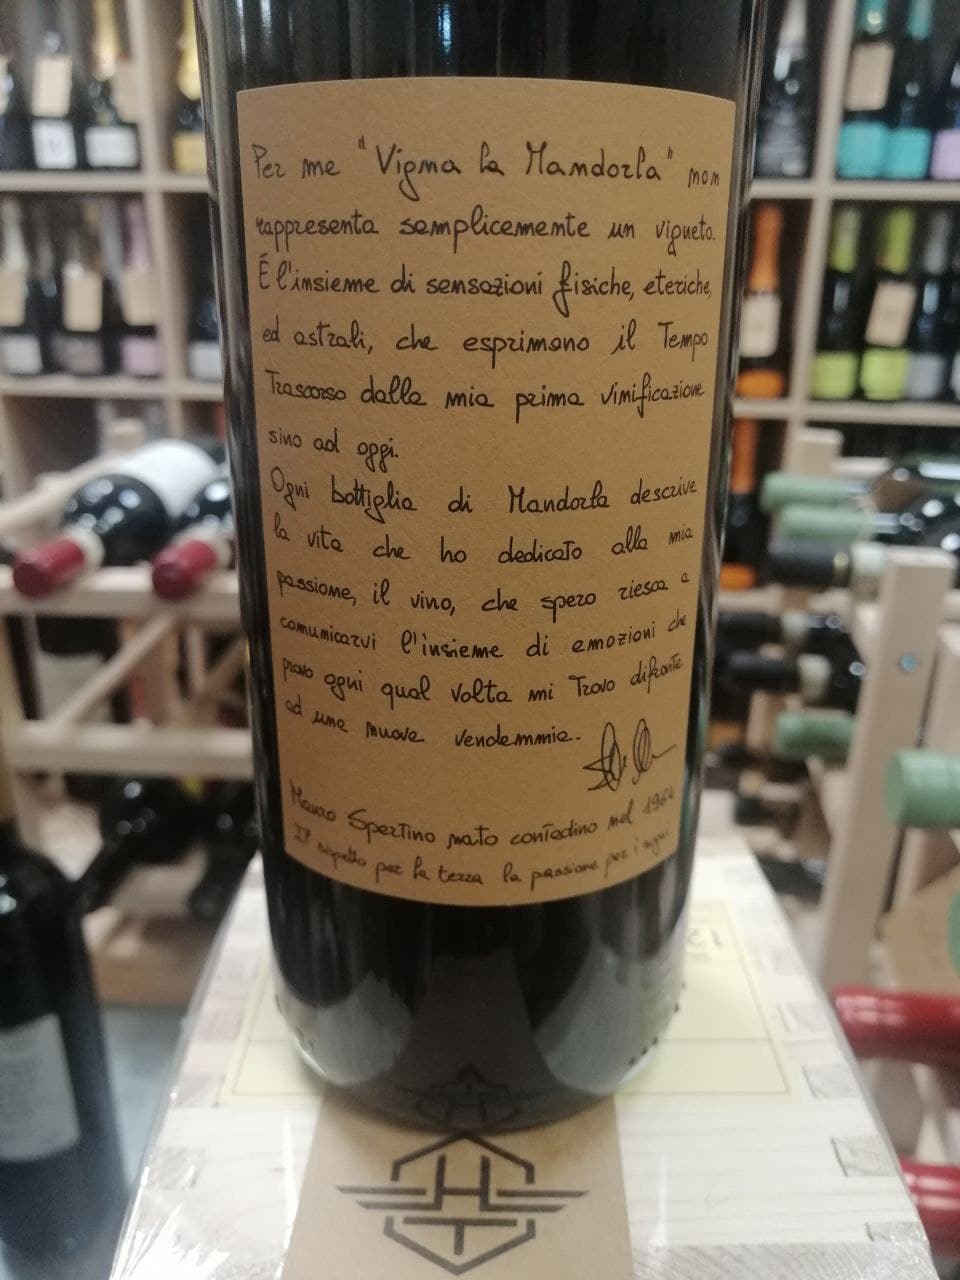 Per me "Vigna la Mandorla" non
rappresenta semplicemente un vigneto.
É l'insieme di sensazioni fisiche, eteriche,
ed astrali, che esprimono il Tempo
Trascorso dalla mia prima vinificazione
sino ad oggi.
Ogni bottiglia di Mandorla descrive
la vita che ho dedicato alla mia
passione, il vino, che spero riesca a
comunicarvi l'insieme di emozioni che
provo ogni qual volta mi Trovo difronte
ad una nuova vendemmia.
Mauro Spertino nato contadino nel 1964
Il rispetto per la terra la passione per i sogni
H
T